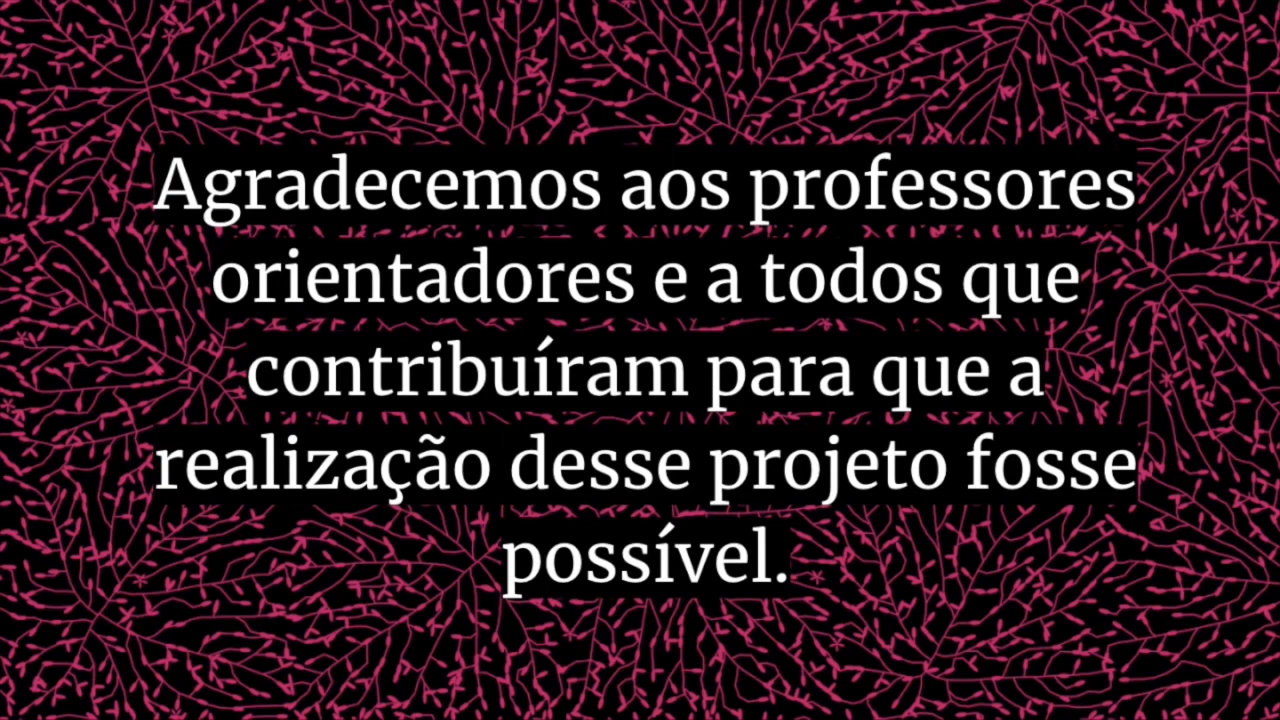 Agradecemos aos professores
orientadores e a todos que
contribuíram para que a
realização desse projeto fosse
possível.